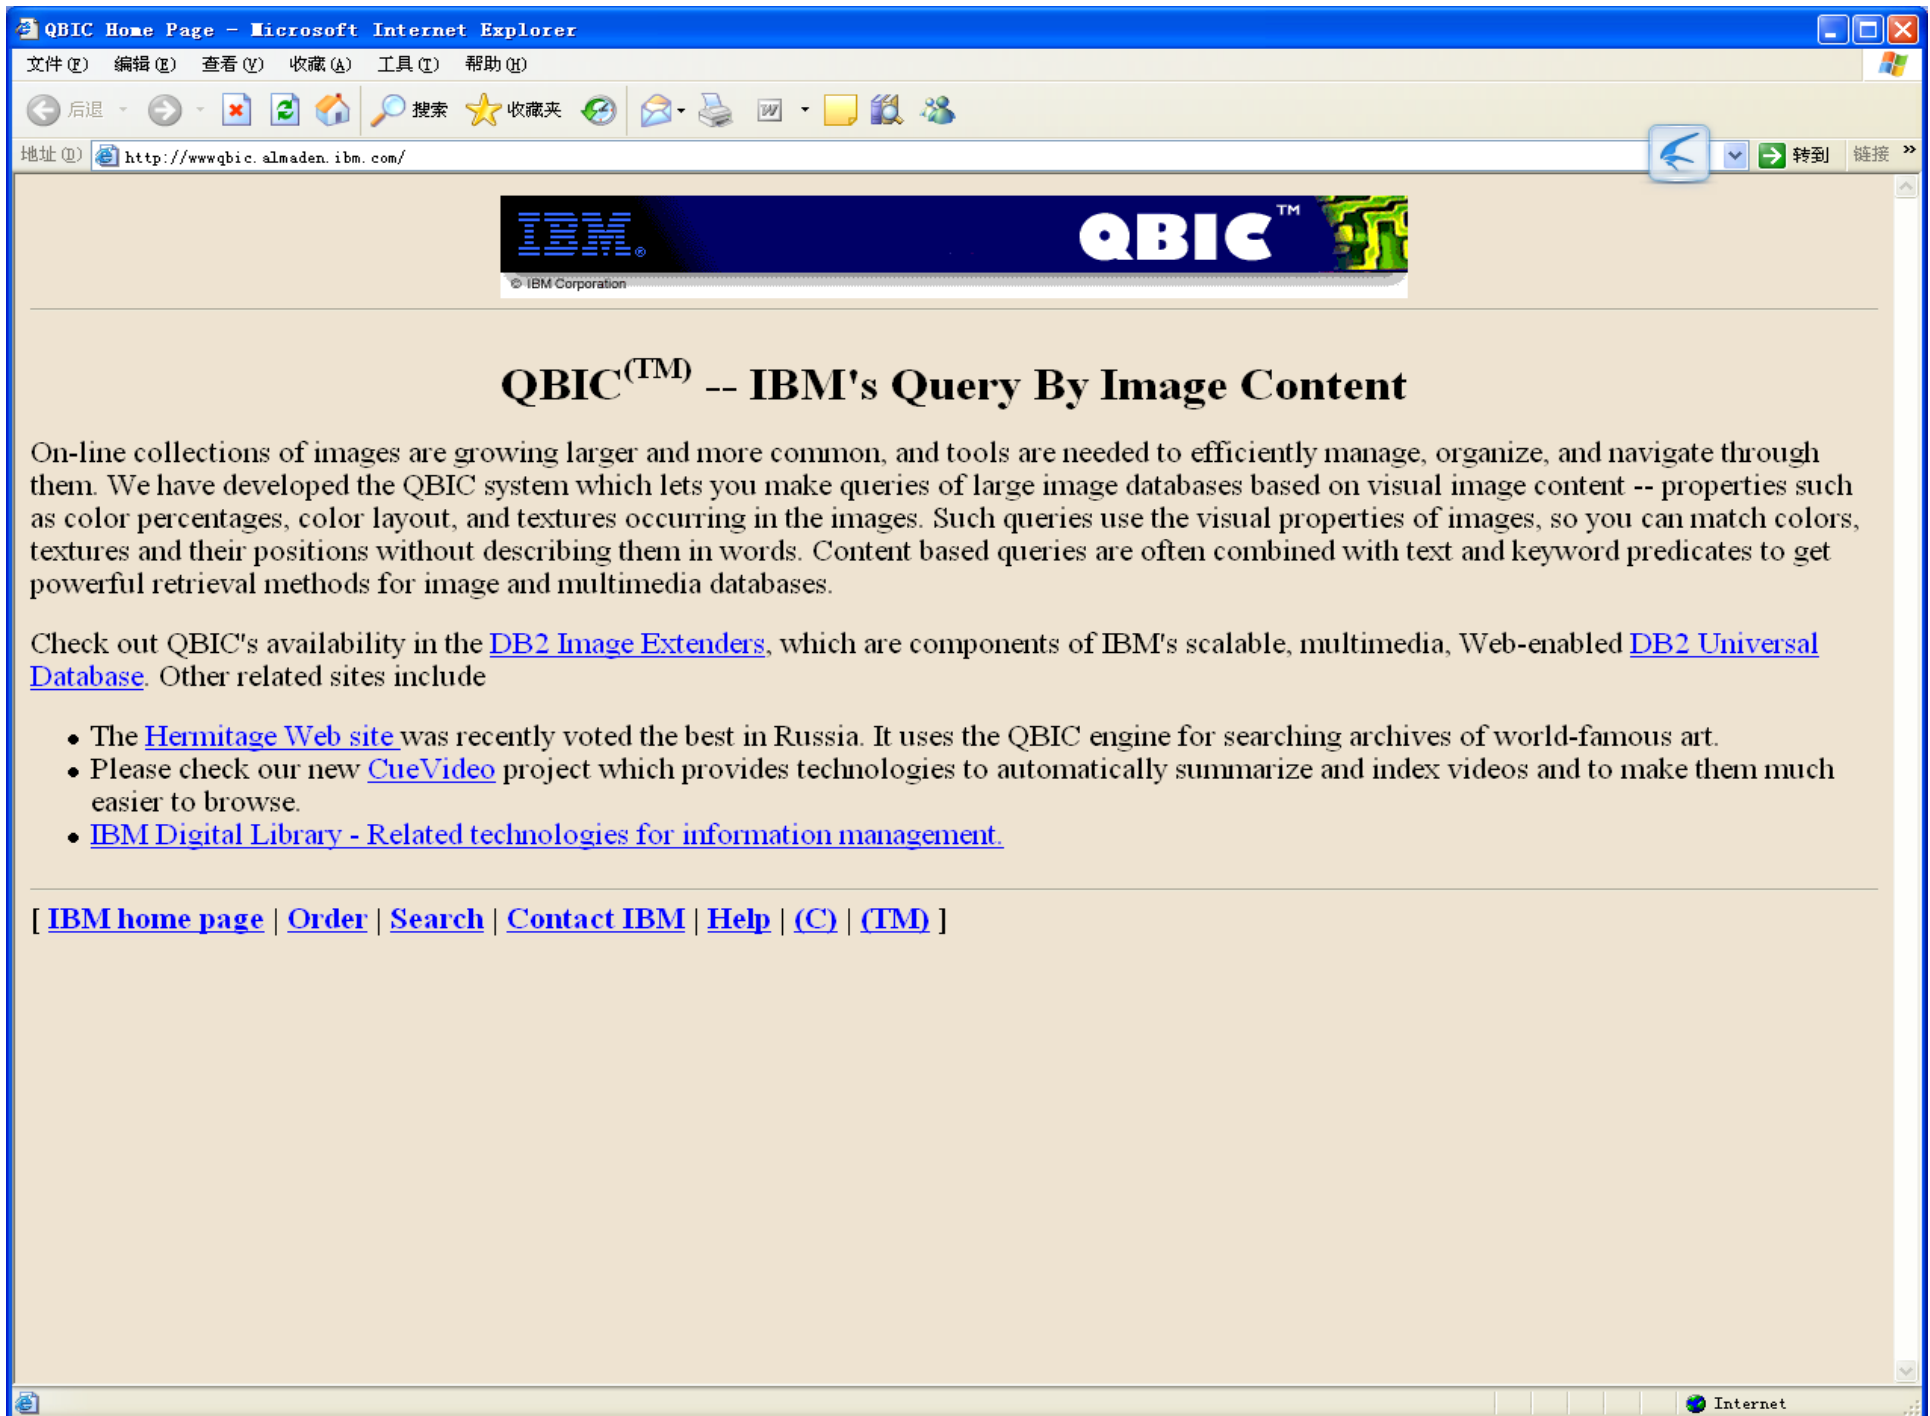 QBIC Home Page - Microsoft Internet Explorer
文件(F) 编辑(E) 查看(V) 收藏(A) 工具(T) 帮助(H)
后退 搜索 收藏夹
地址(D) http://wwwqbic.almaden.ibm.com/ 转到 链接 »
IBM® QBIC™
© IBM Corporation
QBIC(TM) -- IBM's Query By Image Content
On-line collections of images are growing larger and more common, and tools are needed to efficiently manage, organize, and navigate through
them. We have developed the QBIC system which lets you make queries of large image databases based on visual image content -- properties such
as color percentages, color layout, and textures occurring in the images. Such queries use the visual properties of images, so you can match colors,
textures and their positions without describing them in words. Content based queries are often combined with text and keyword predicates to get
powerful retrieval methods for image and multimedia databases.
Check out QBIC's availability in the DB2 Image Extenders, which are components of IBM's scalable, multimedia, Web-enabled DB2 Universal
Database. Other related sites include
• The Hermitage Web site was recently voted the best in Russia. It uses the QBIC engine for searching archives of world-famous art.
• Please check our new CueVideo project which provides technologies to automatically summarize and index videos and to make them much
easier to browse.
• IBM Digital Library - Related technologies for information management.
[ IBM home page | Order | Search | Contact IBM | Help | (C) | (TM) ]
Internet